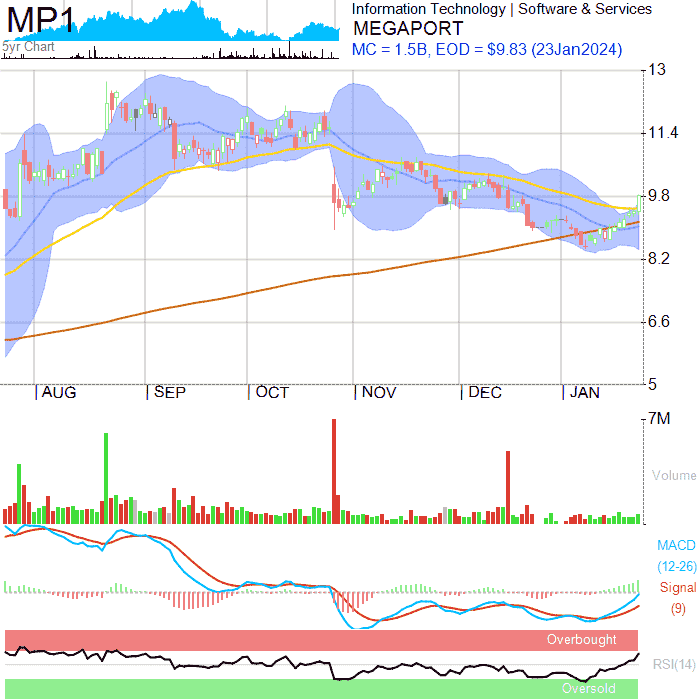 MP1
5yr Chart
Information Technology | Software & Services
MEGAPORT
MC = 1.5B, EOD = $9.83 (23Jan2024)
13
11.4
9.8
8.2
6.6
5
AUG SEP OCT NOV DEC JAN
7M
Volume
MACD
(12-26)
Signal
(9)
Overbought
RSI(14)
Oversold